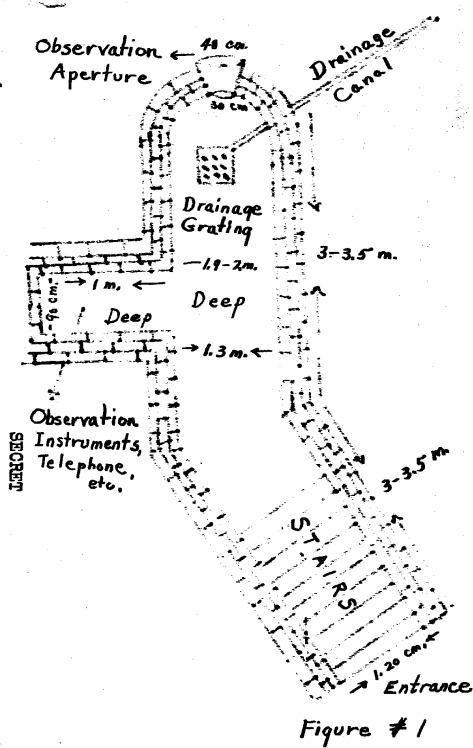 Observation
Aperture
40 cm.
30 cm
Drainage
Canal
Drainage
Grating
1.9-2m.
Deep
3-3.5 m.
1 m.
90 cm.
Deep
1.3 m.
Observation
Instruments,
Telephone,
etc.
SECRET
3-3.5 m.
STAIRS
1.20 cm.
Entrance
Figure # 1